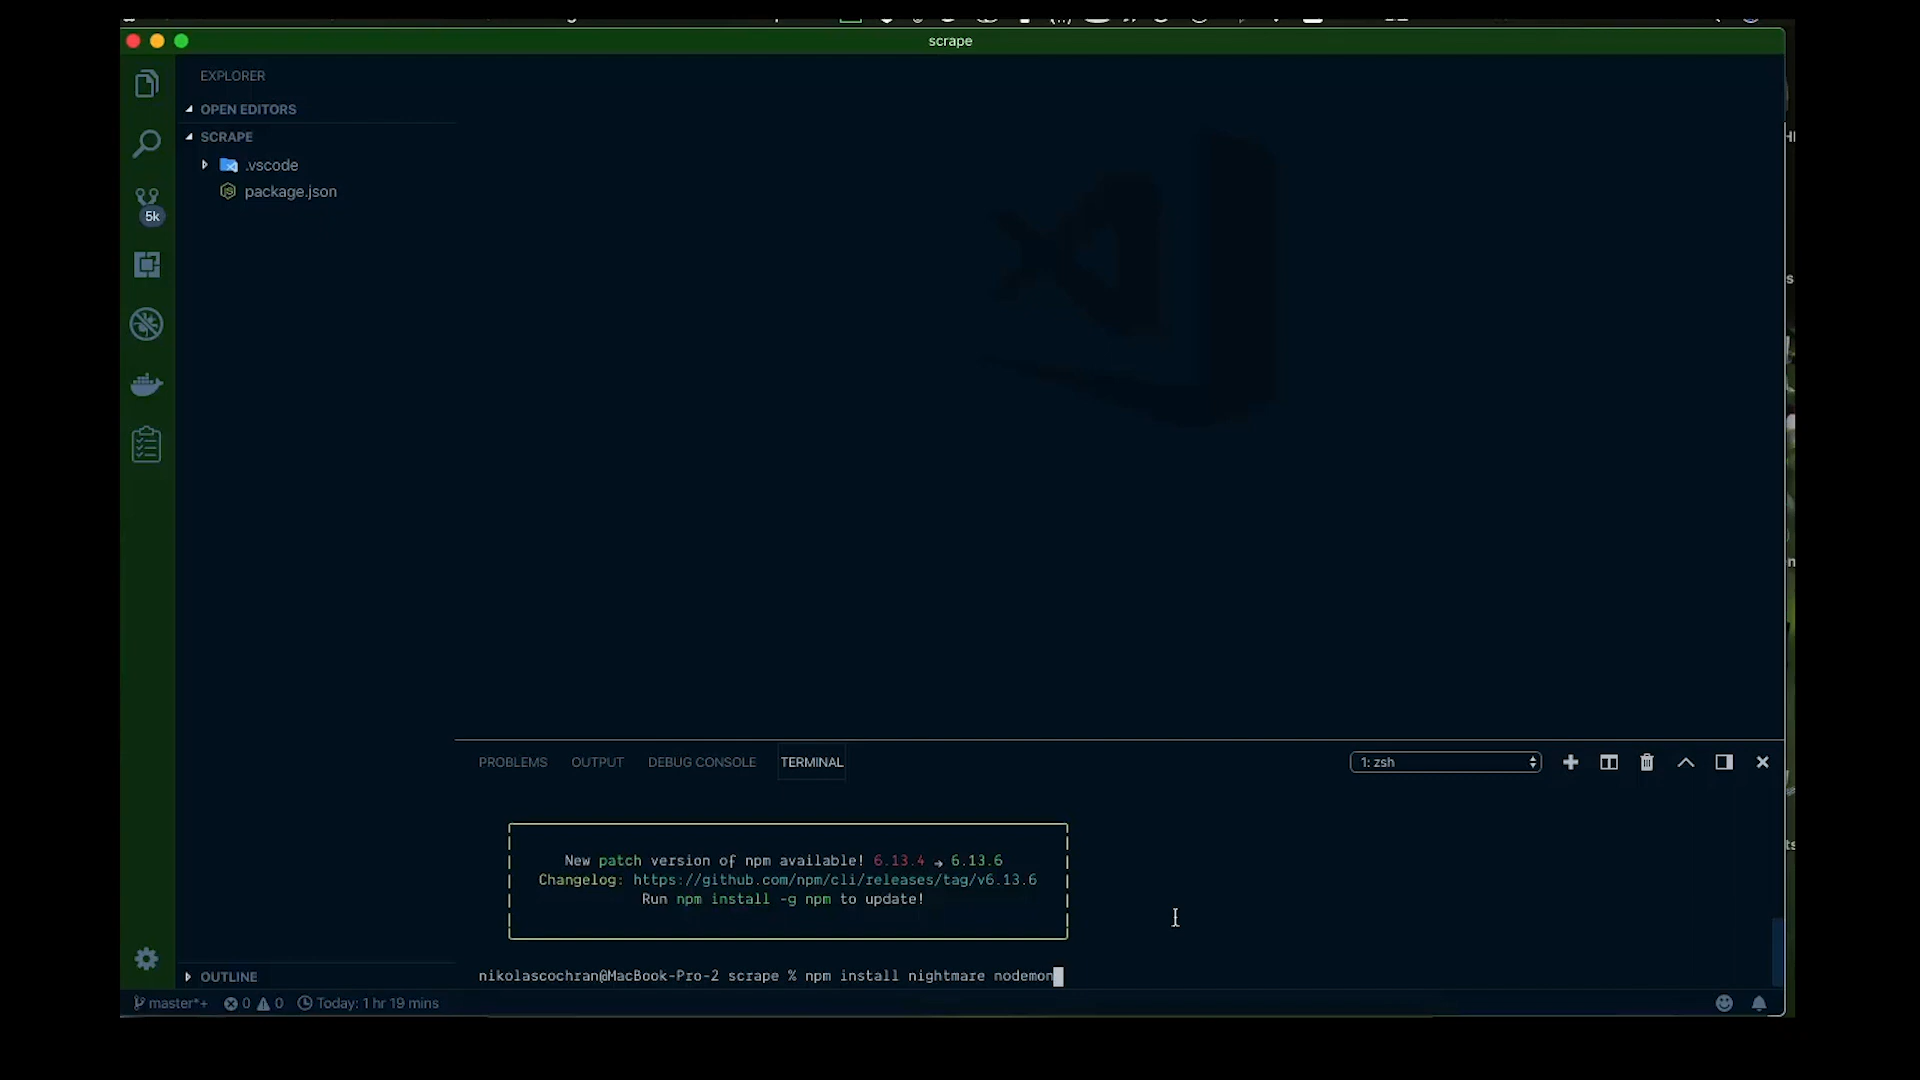 scrape
EXPLORER
OPEN EDITORS
SCRAPE
.vscode
package.json
5k
PROBLEMS OUTPUT DEBUG CONSOLE TERMINAL
1: zsh
New patch version of npm available! 6.13.4 → 6.13.6
Changelog: https://github.com/npm/cli/releases/tag/v6.13.6
Run npm install -g npm to update!
nikolascochran@MacBook-Pro-2 scrape % npm install nightmare nodemon
OUTLINE
master*+ 0 0 Today: 1 hr 19 mins